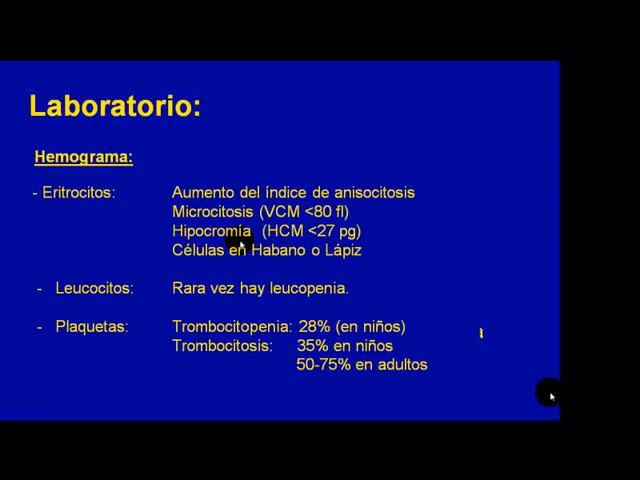 Laboratorio:
Hemograma:
- Eritrocitos: Aumento del índice de anisocitosis
Microcitosis (VCM <80 fl)
Hipocromía (HCM <27 pg)
Células en Habano o Lápiz
- Leucocitos: Rara vez hay leucopenia.
- Plaquetas: Trombocitopenia: 28% (en niños)
Trombocitosis: 35% en niños
50-75% en adultos